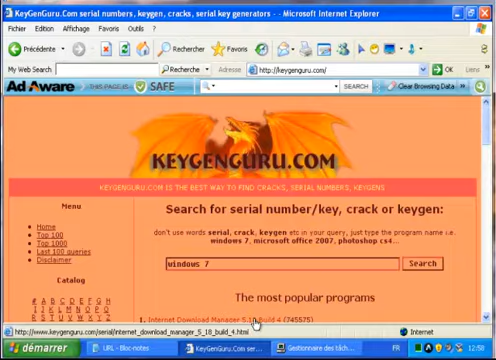 KeyGenGuru.Com serial numbers, keygen, cracks, serial key generators - - Microsoft Internet Explorer
Fichier Edition Affichage Favoris Outils ?
Précédente Rechercher Favoris
My Web Search Recherche Adresse http://keygenguru.com/ OK Liens »
Ad Aware THIS PAGE IS SAFE SEARCH Clear Browsing Data »
KEYGENGURU.COM
KEYGENGURU.COM IS THE BEST WAY TO FIND CRACKS, SERIAL NUMBERS, KEYGENS
Menu
Home
Top 100
Top 1000
Last 100 queries
Disclaimer
Catalog
# A B C D E F G H
I J K L M N O P Q
R S T U V W X Y Z
Search for serial number/key, crack or keygen:
don't use words serial, crack, keygen etc in your query, just type the program name i.e.
windows 7, microsoft office 2007, photoshop cs4...
windows 7 Search
The most popular programs
1. Internet Download Manager 5.18 build 4 (745575)
http://www.keygenguru.com/serial/internet_download_manager_5_18_build_4.html Internet
démarrer URL - Bloc-notes KeyGenGuru.Com ser... Gestionnaire des tâch... FR 12:58